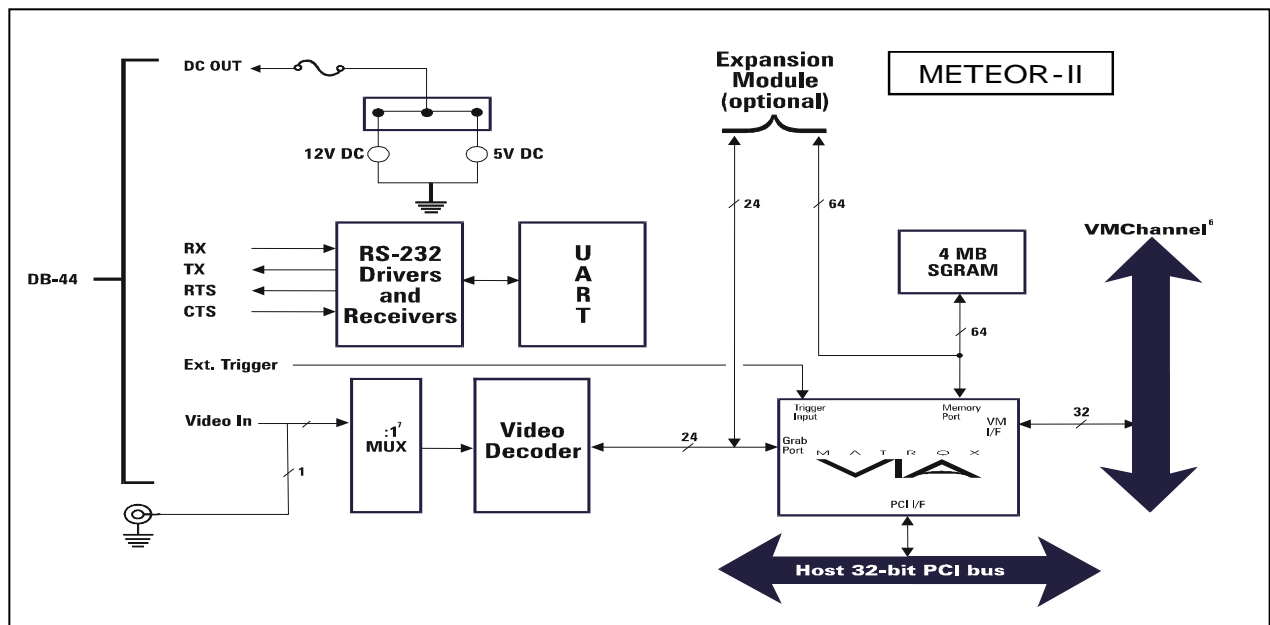 METEOR-II
DC OUT
Expansion
Module
(optional)
12V DC
5V DC
24
64
VMChannel⁶
DB-44
RX
TX
RTS
CTS
RS-232
Drivers
and
Receivers
U
A
R
T
4 MB
SGRAM
64
Ext. Trigger
Video In
1
:1⁷
MUX
Video
Decoder
24
Trigger
Input
Memory
Port
VM
I/F
32
Grab
Port
MATROX
VIA
PCI I/F
Host 32-bit PCI bus